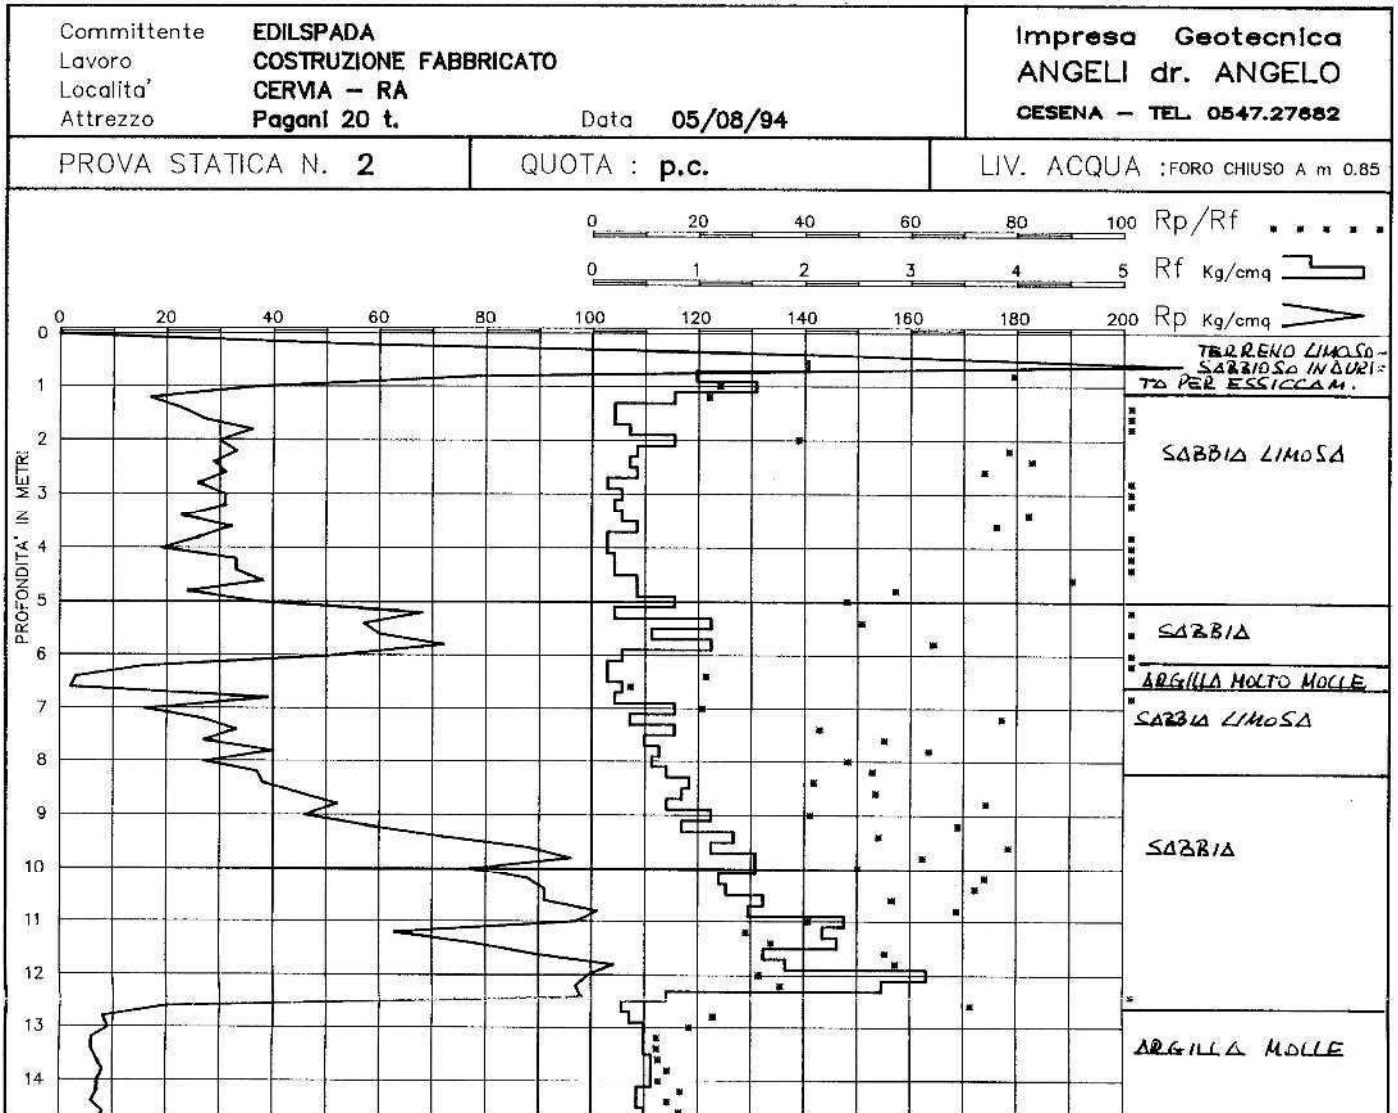 Committente EDILSPADA
Lavoro COSTRUZIONE FABBRICATO
Localita' CERVIA – RA
Attrezzo Pagani 20 t. Data 05/08/94
Impresa Geotecnica
ANGELI dr. ANGELO
CESENA – TEL. 0547.27682
PROVA STATICA N. 2
QUOTA : p.c.
LIV. ACQUA : FORO CHIUSO A m 0.85
0 20 40 60 80 100 Rp/Rf
0 1 2 3 4 5 Rf Kg/cmq
0 20 40 60 80 100 120 140 160 180 200 Rp Kg/cmq
PROFONDITA' IN METRI
0
1
2
3
4
5
6
7
8
9
10
11
12
13
14
TERRENO LIMOSO-
SABBIOSO INDURI=
TO PER ESSICCAM.
SABBIA LIMOSA
SABBIA
ARGILLA MOLTO MOLLE
SABBIA LIMOSA
SABBIA
ARGILLA MOLLE